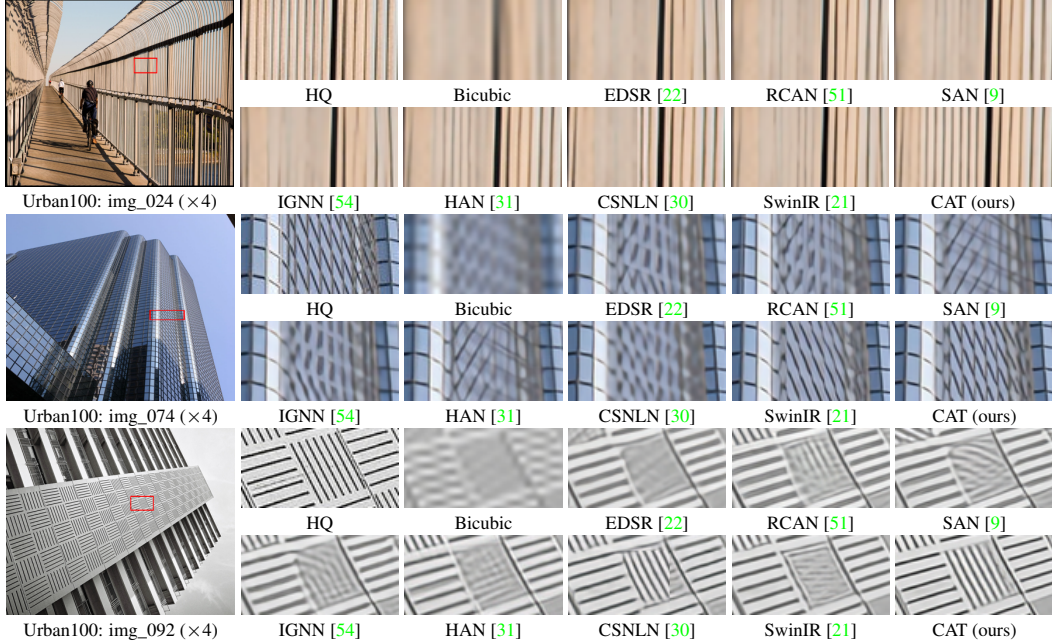 HQ Bicubic EDSR [22] RCAN [51] SAN [9]
Urban100: img_024 (×4) IGNN [54] HAN [31] CSNLN [30] SwinIR [21] CAT (ours)
HQ Bicubic EDSR [22] RCAN [51] SAN [9]
Urban100: img_074 (×4) IGNN [54] HAN [31] CSNLN [30] SwinIR [21] CAT (ours)
HQ Bicubic EDSR [22] RCAN [51] SAN [9]
Urban100: img_092 (×4) IGNN [54] HAN [31] CSNLN [30] SwinIR [21] CAT (ours)